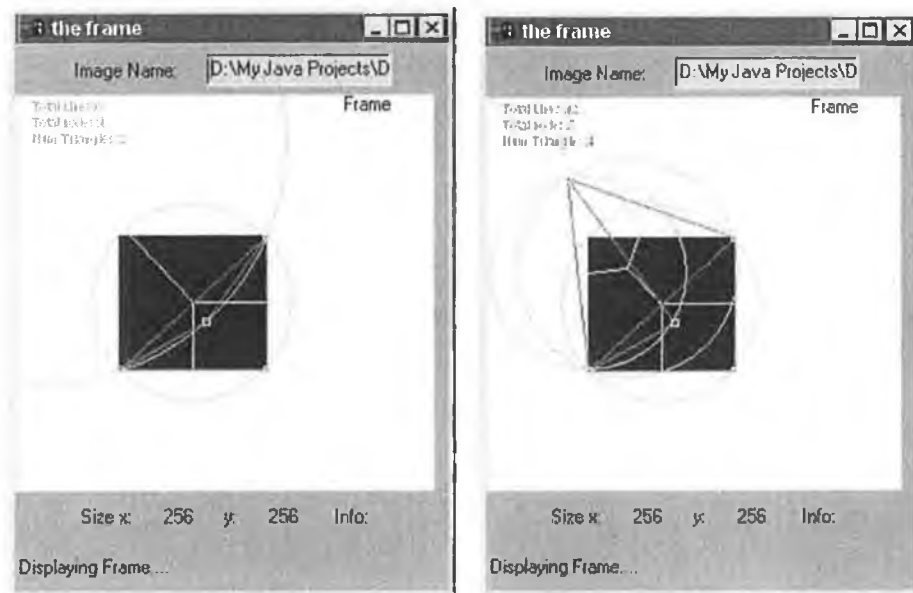 the frame
Image Name: D:\My Java Projects\D
Frame
Size x: 256 y: 256 Info:
Displaying Frame....
the frame
Image Name: D:\My Java Projects\D
Frame
Size x: 256 y: 256 Info:
Displaying Frame....